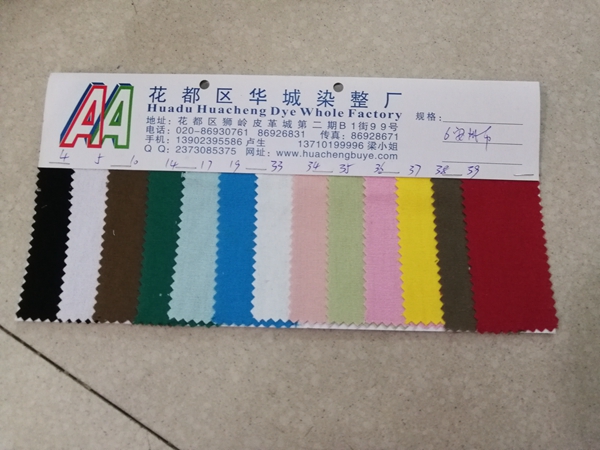 AA
花都区华城染整厂
Huadu Huacheng Dye Whole Factory
规格:
地址: 花都区狮岭皮革城第二期B1街99号
电话: 020-86930761 86926831 传真: 86928671
手机: 13902395586 卢生 13710199996 梁小姐
Q Q: 2373085375 网址: www.huachengbuye.com
4 5 10 14 17 19 33 34 35 36 37 38 39